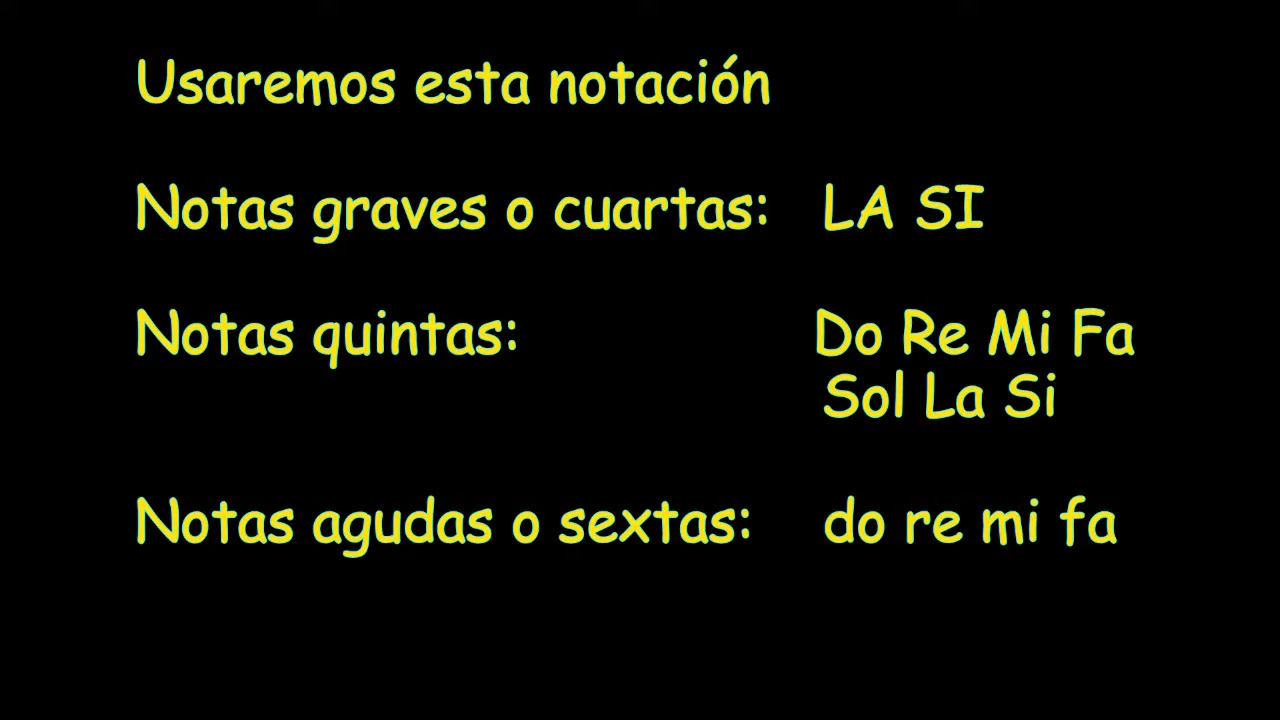 Usaremos esta notación
Notas graves o cuartas: LA SI
Notas quintas: Do Re Mi Fa
Sol La Si
Notas agudas o sextas: do re mi fa